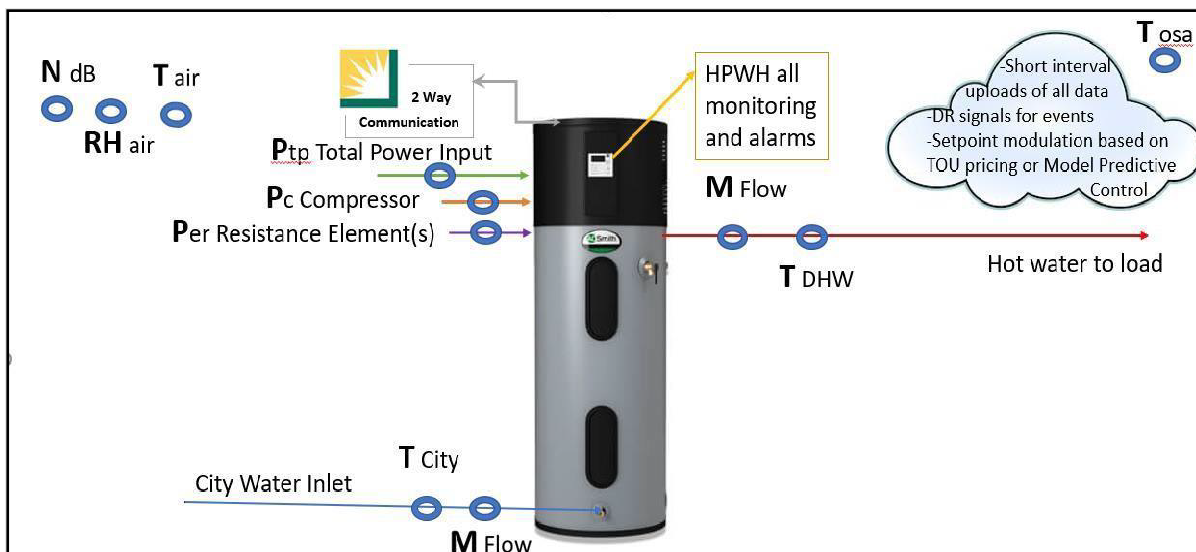 N dB
T air
RH air
2 Way
Communication
Ptp Total Power Input
Pc Compressor
Per Resistance Element(s)
HPWH all
monitoring
and alarms
M Flow
T DHW
Hot water to load
T osa
-Short interval
uploads of all data
-DR signals for events
-Setpoint modulation based on
TOU pricing or Model Predictive
Control
Smith
T City
City Water Inlet
M Flow